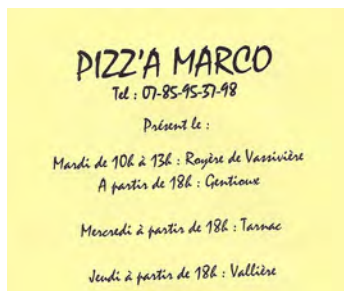 PIZZ'A MARCO
Tel : 07-85-95-37-98
Présent le :
Mardi de 10h à 13h : Royère de Vassivière
A partir de 18h : Gentioux
Mercredi à partir de 18h : Tarnac
Jeudi à partir de 18h : Vallière